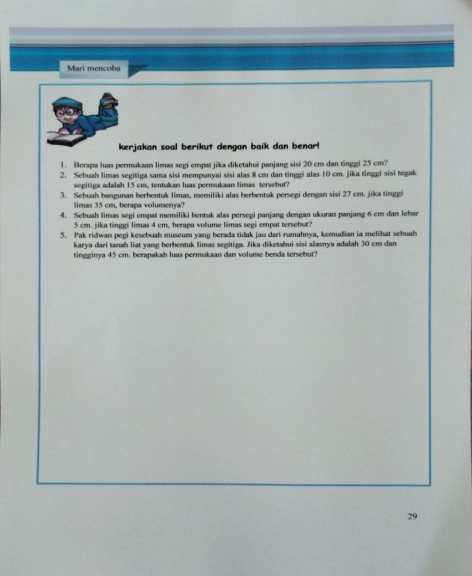 Mari mencoba
kerjakan soal berikut dengan baik dan benar!
1. Berapa luas permukaan limas segi empat jika diketahui panjang sisi 20 cm dan tinggi 25 cm?
2. Sebuah limas segitiga sama sisi mempunyai sisi alas 8 cm dan tinggi alas 10 cm. jika tinggi sisi tegak
segitiga adalah 15 cm, tentukan luas permukaan limas tersebut?
3. Sebuah bangunan berbentuk limas, memiliki alas berbentuk persegi dengan sisi 27 cm. jika tinggi
limas 35 cm, berapa volumenya?
4. Sebuah limas segi empat memiliki bentuk alas persegi panjang dengan ukuran panjang 6 cm dan lebar
5 cm. jika tinggi limas 4 cm, berapa volume limas segi empat tersebut?
5. Pak ridwan pegi kesebuah museum yang berada tidak jau dari rumahnya, kemudian ia melihat sebuah
karya dari tanah liat yang berbentuk limas segitiga. Jika diketahui sisi alasnya adalah 30 cm dan
tingginya 45 cm. berapakah luas permukaan dan volume benda tersebut?
29